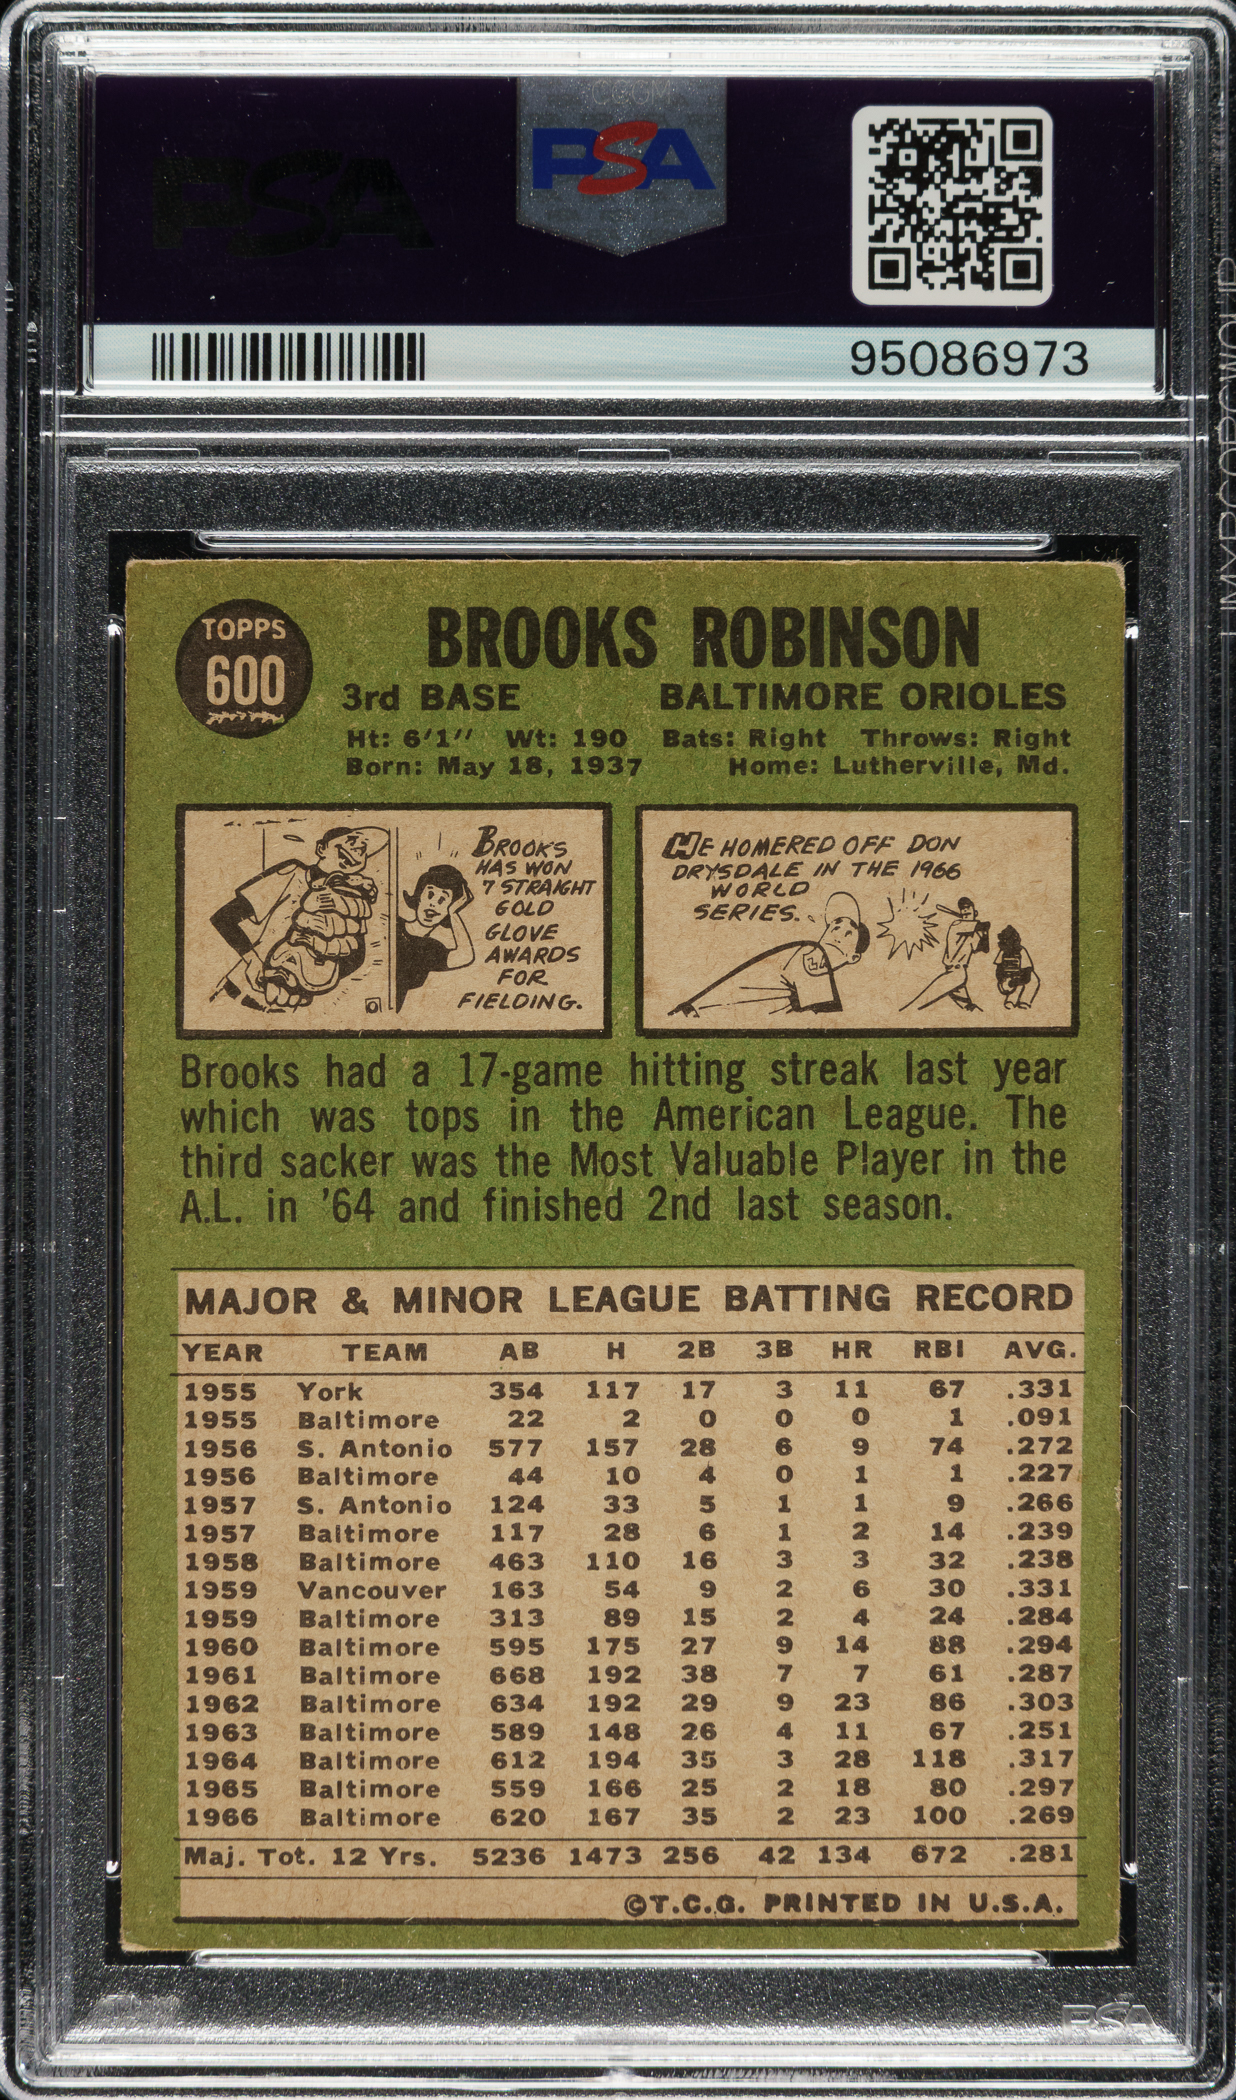 PSA
PSA
95086973
TOPPS
600
BROOKS ROBINSON
3rd BASE BALTIMORE ORIOLES
Ht: 6'1" Wt: 190 Bats: Right Throws: Right
Born: May 18, 1937 Home: Lutherville, Md.
BROOKS
HAS WON
7 STRAIGHT
GOLD
GLOVE
AWARDS
FOR
FIELDING.
HE HOMERED OFF DON
DRYSDALE IN THE 1966
WORLD
SERIES.
Brooks had a 17-game hitting streak last year
which was tops in the American League. The
third sacker was the Most Valuable Player in the
A.L. in '64 and finished 2nd last season.
MAJOR & MINOR LEAGUE BATTING RECORD
YEAR TEAM AB H 2B 3B HR RBI AVG.
1955 York 354 117 17 3 11 67 .331
1955 Baltimore 22 2 0 0 0 1 .091
1956 S. Antonio 577 157 28 6 9 74 .272
1956 Baltimore 44 10 4 0 1 1 .227
1957 S. Antonio 124 33 5 1 1 9 .266
1957 Baltimore 117 28 6 1 2 14 .239
1958 Baltimore 463 110 16 3 3 32 .238
1959 Vancouver 163 54 9 2 6 30 .331
1959 Baltimore 313 89 15 2 4 24 .284
1960 Baltimore 595 175 27 9 14 88 .294
1961 Baltimore 668 192 38 7 7 61 .287
1962 Baltimore 634 192 29 9 23 86 .303
1963 Baltimore 589 148 26 4 11 67 .251
1964 Baltimore 612 194 35 3 28 118 .317
1965 Baltimore 559 166 25 2 18 80 .297
1966 Baltimore 620 167 35 2 23 100 .269
Maj. Tot. 12 Yrs. 5236 1473 256 42 134 672 .281
©T.C.G. PRINTED IN U.S.A.
PSA